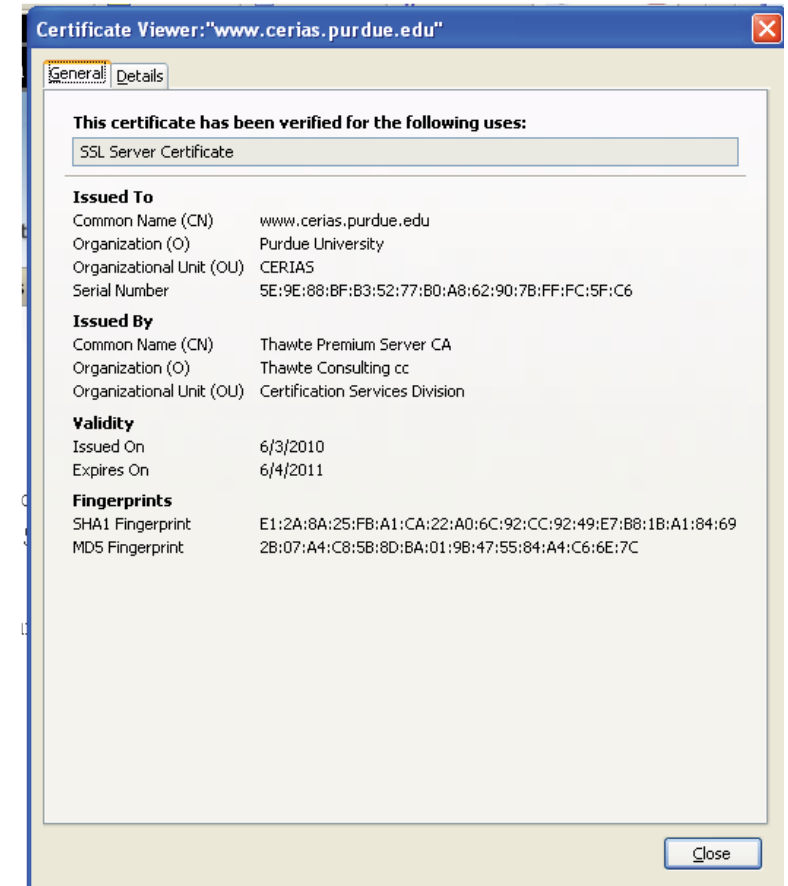 Certificate Viewer:"www.cerias.purdue.edu"
General Details
This certificate has been verified for the following uses:
SSL Server Certificate
Issued To
Common Name (CN) www.cerias.purdue.edu
Organization (O) Purdue University
Organizational Unit (OU) CERIAS
Serial Number 5E:9E:88:BF:B3:52:77:B0:A8:62:90:7B:FF:FC:5F:C6
Issued By
Common Name (CN) Thawte Premium Server CA
Organization (O) Thawte Consulting cc
Organizational Unit (OU) Certification Services Division
Validity
Issued On 6/3/2010
Expires On 6/4/2011
Fingerprints
SHA1 Fingerprint E1:2A:8A:25:FB:A1:CA:22:A0:6C:92:CC:92:49:E7:B8:1B:A1:84:69
MD5 Fingerprint 2B:07:A4:C8:5B:8D:BA:01:9B:47:55:84:A4:C6:6E:7C
Close